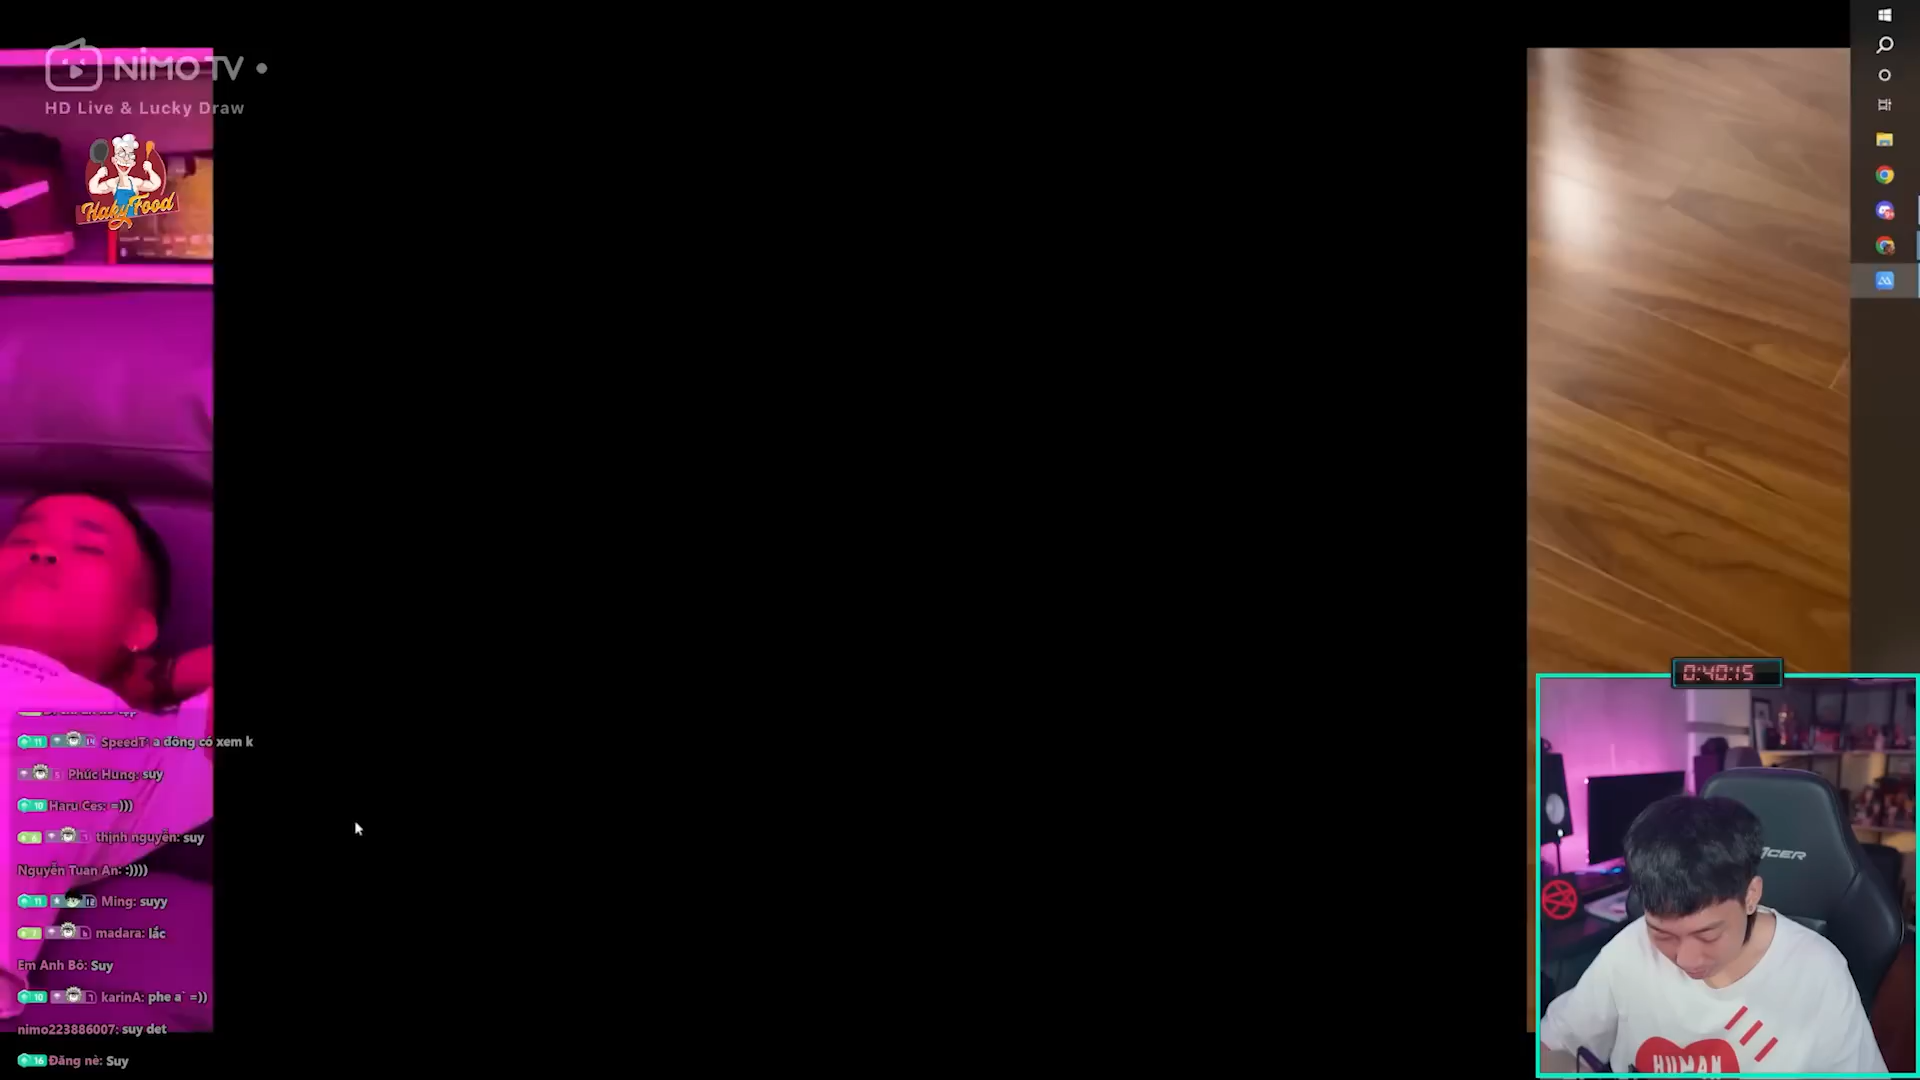 NIMO TV
HD Live & Lucky Draw
Haky Food
SpeedT: a đông có xem k
Phúc Hưng: suy
Haru Ces: =)))
thịnh nguyễn: suy
Nguyễn Tuan An: :))))
Ming: suyy
madara: lắc
Em Anh Bô: Suy
karinA: phe a` =))
nimo223886007: suy det
Đăng nè: Suy
0:40:15
HUMAN